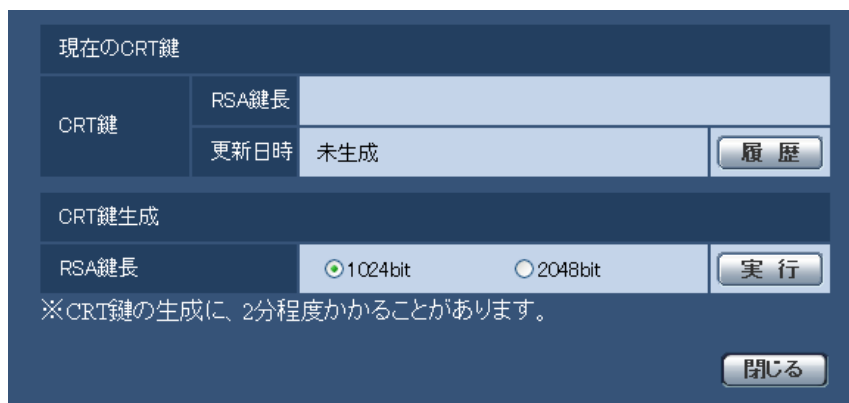 現在のCRT鍵
CRT鍵
RSA鍵長
更新日時 未生成 履歴
CRT鍵生成
RSA鍵長 1024bit 2048bit 実行
※CRT鍵の生成に、2分程度かかることがあります。
閉じる